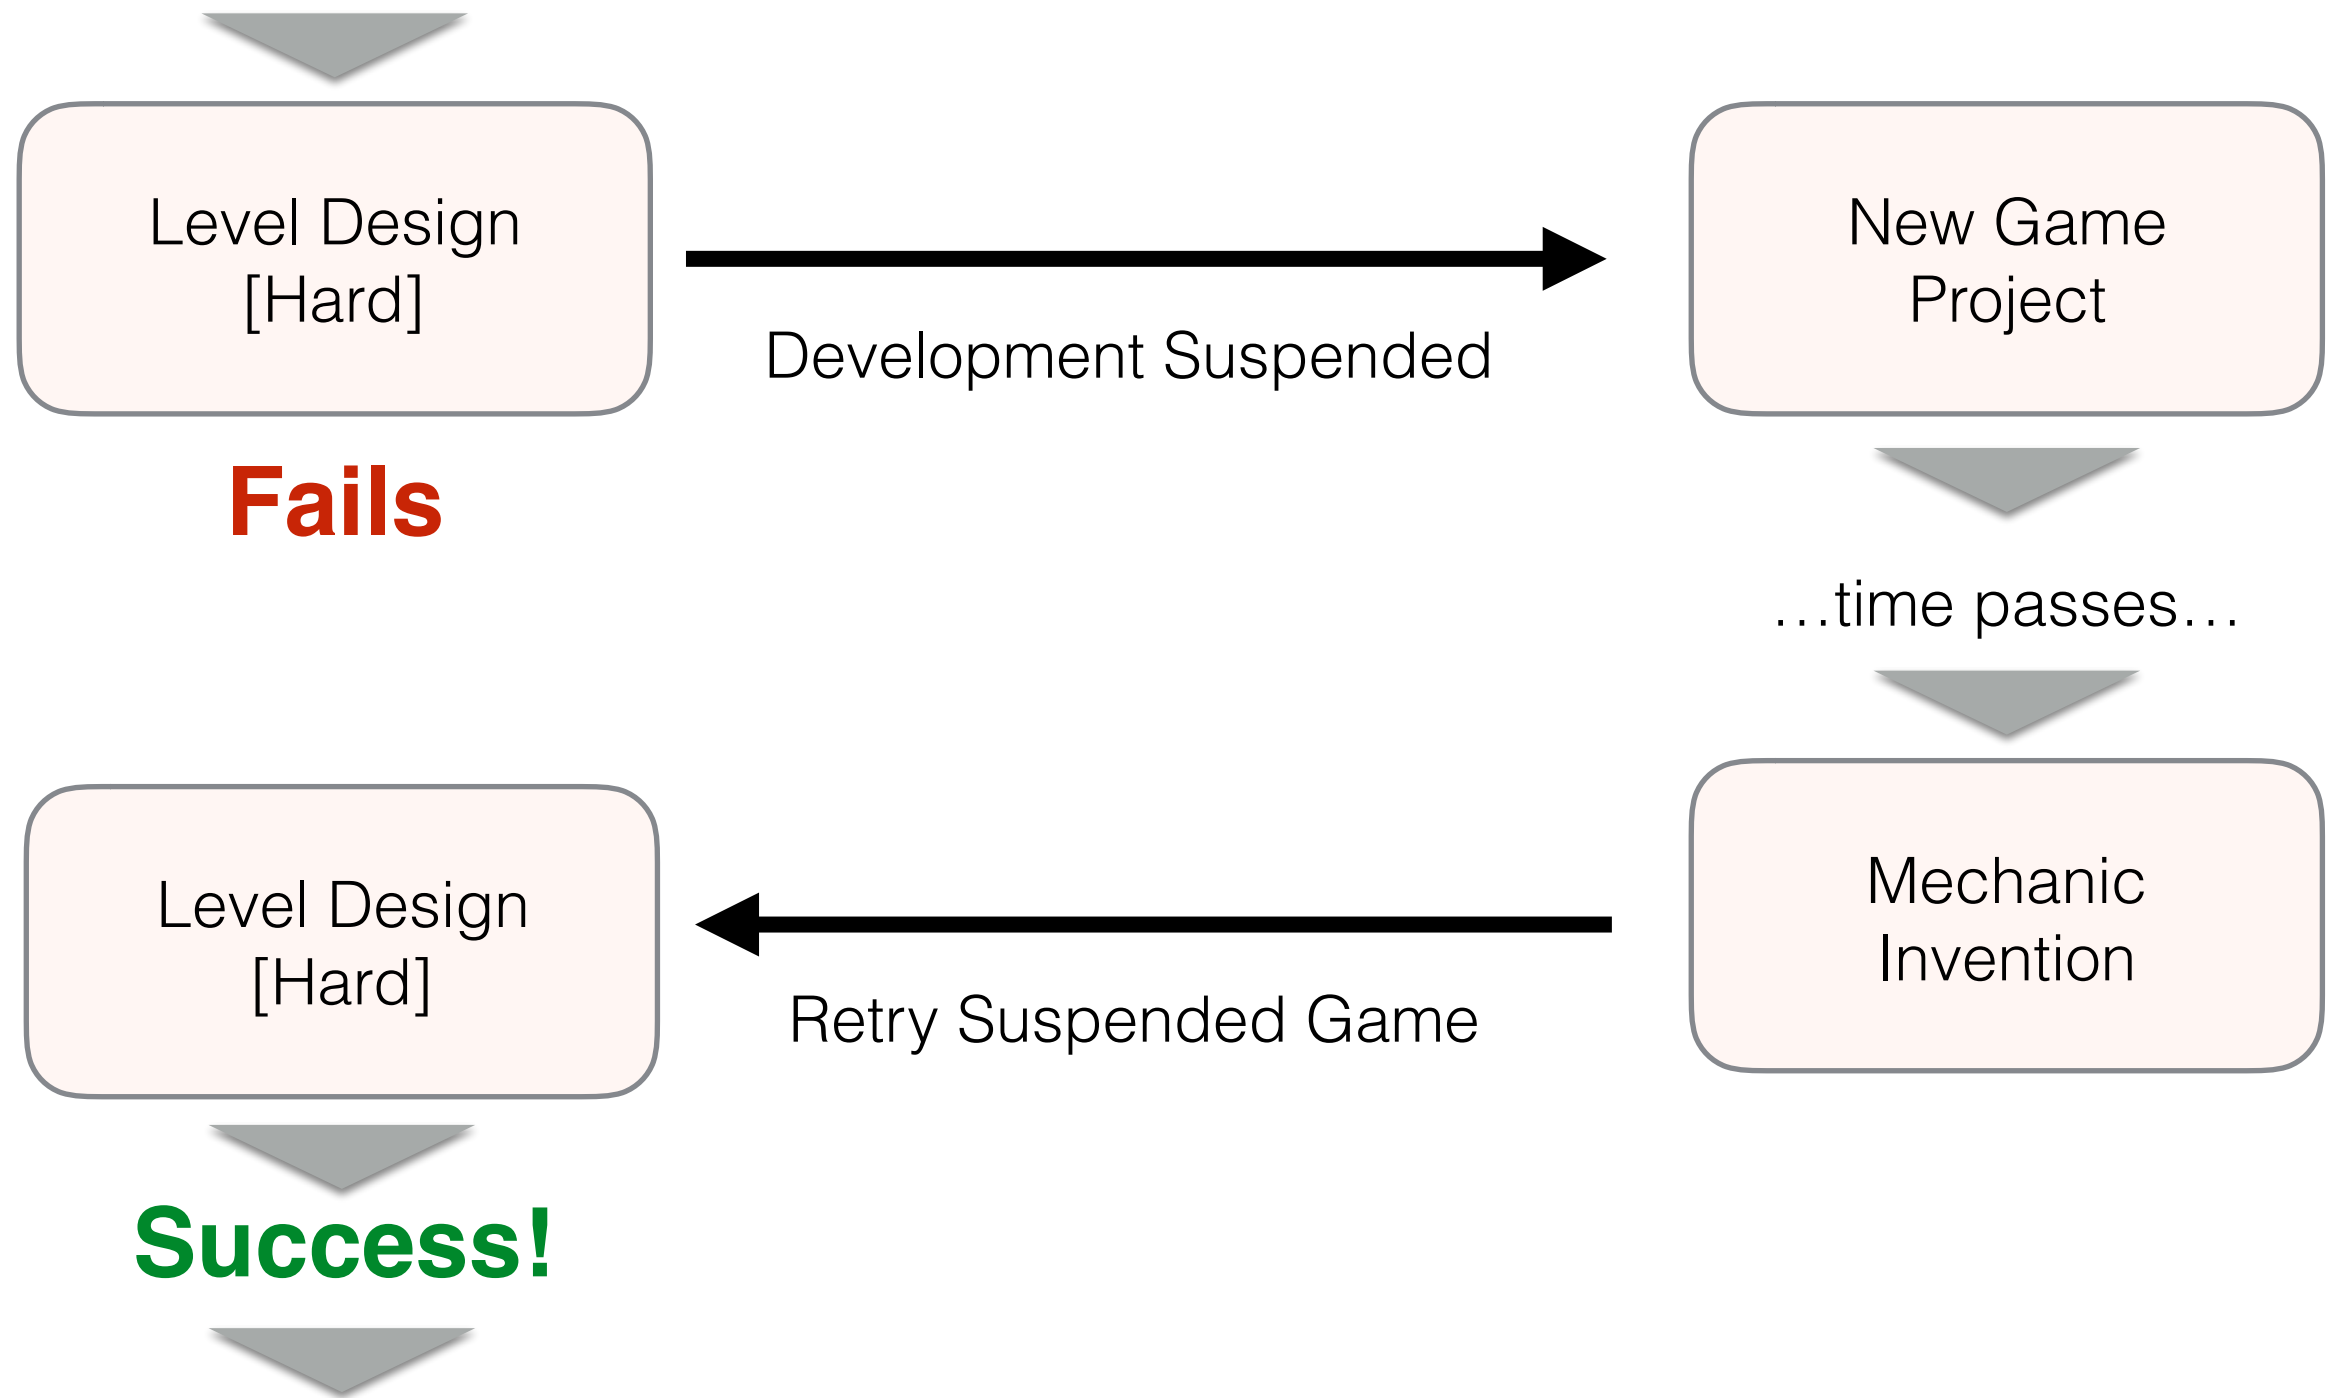 Level Design
[Hard]
Development Suspended
New Game
Project
Fails
…time passes…
Mechanic
Invention
Level Design
[Hard]
Retry Suspended Game
Success!